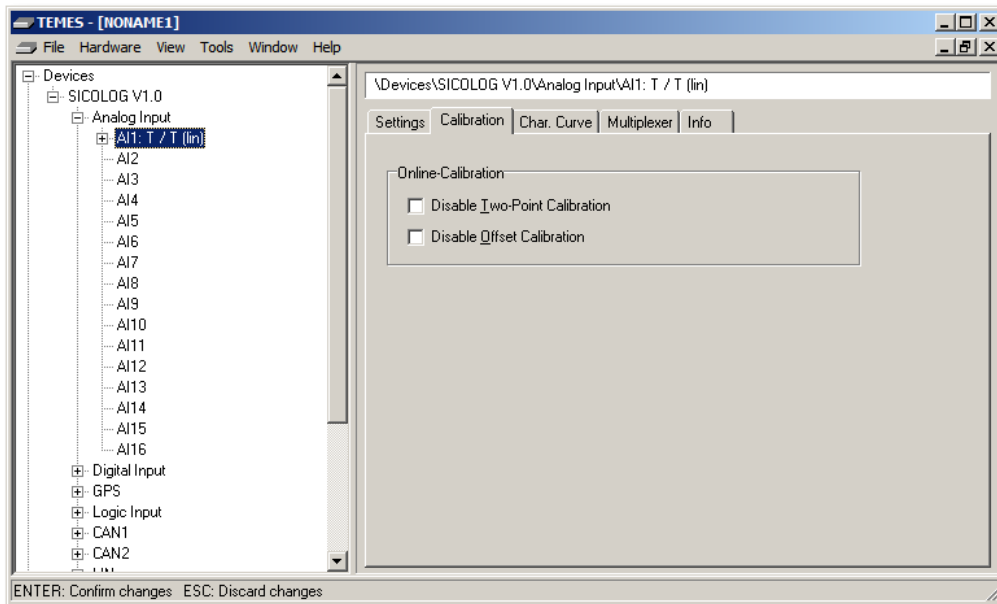 TEMES - [NONAME1]
File Hardware View Tools Window Help
Devices
SICOLOG V1.0
Analog Input
AI1: T / T (lin)
AI2
AI3
AI4
AI5
AI6
AI7
AI8
AI9
AI10
AI11
AI12
AI13
AI14
AI15
AI16
Digital Input
GPS
Logic Input
CAN1
CAN2
\Devices\SICOLOG V1.0\Analog Input\AI1: T / T (lin)
Settings Calibration Char. Curve Multiplexer Info
Online-Calibration
Disable Two-Point Calibration
Disable Offset Calibration
ENTER: Confirm changes ESC: Discard changes